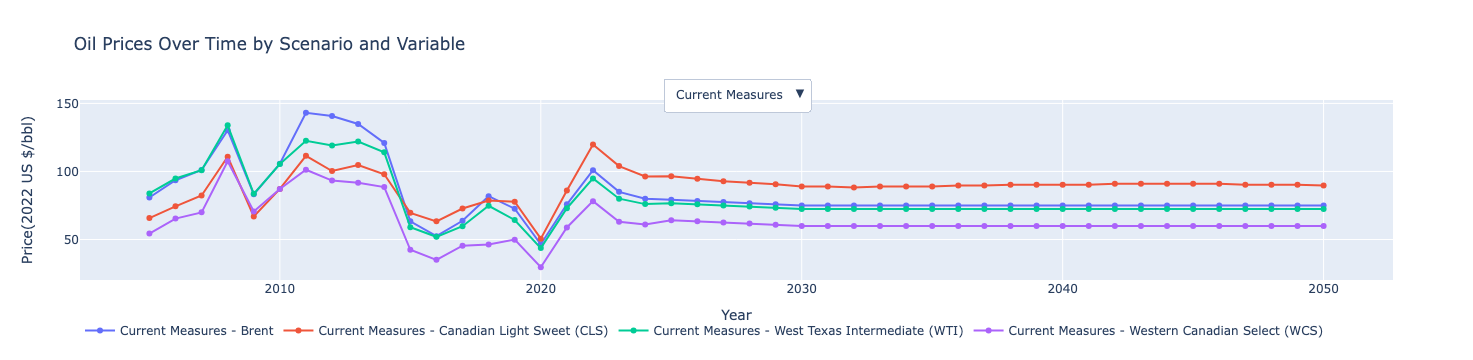 Oil Prices Over Time by Scenario and Variable
Current Measures ▼
Price(2022 US $/bbl)
150
100
50
2010 2020 2030 2040 2050
Year
Current Measures - Brent Current Measures - Canadian Light Sweet (CLS) Current Measures - West Texas Intermediate (WTI) Current Measures - Western Canadian Select (WCS)